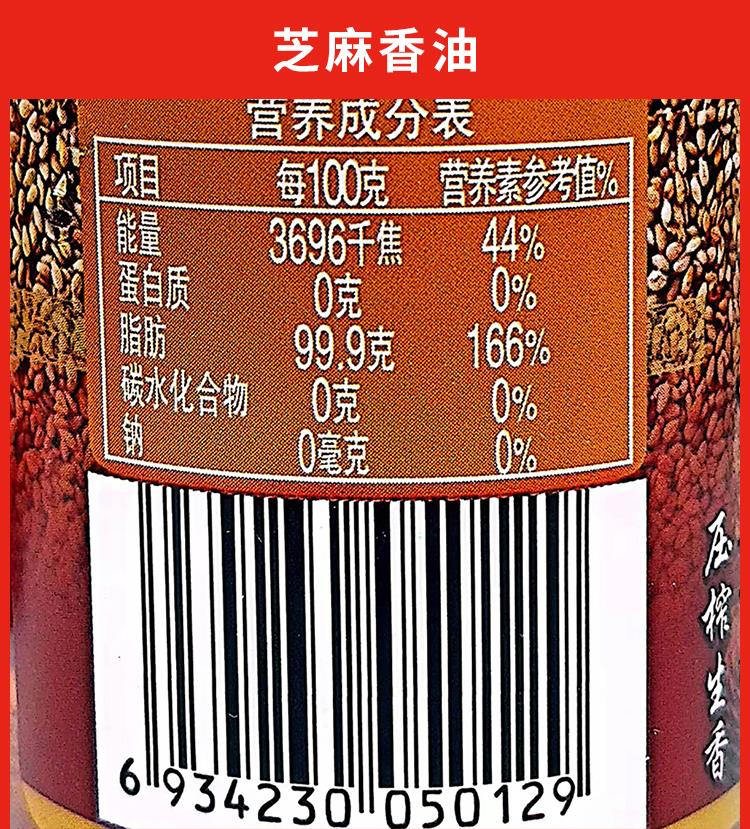 芝麻香油
营养成分表
项目 每100克 营养素参考值%
能量 3696千焦 44%
蛋白质 0克 0%
脂肪 99.9克 166%
碳水化合物 0克 0%
钠 0毫克 0%
压榨生香
6 934230 050129